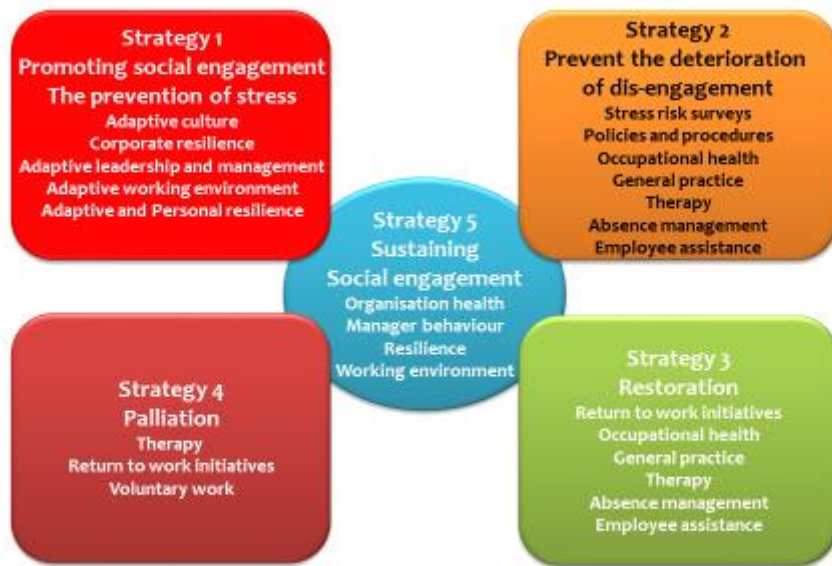 Strategy 1
Promoting social engagement
The prevention of stress
Adaptive culture
Corporate resilience
Adaptive leadership and management
Adaptive working environment
Adaptive and Personal resilience
Strategy 2
Prevent the deterioration
of dis-engagement
Stress risk surveys
Policies and procedures
Occupational health
General practice
Therapy
Absence management
Employee assistance
Strategy 5
Sustaining
Social engagement
Organisation health
Manager behaviour
Resilience
Working environment
Strategy 4
Palliation
Therapy
Return to work initiatives
Voluntary work
Strategy 3
Restoration
Return to work initiatives
Occupational health
General practice
Therapy
Absence management
Employee assistance